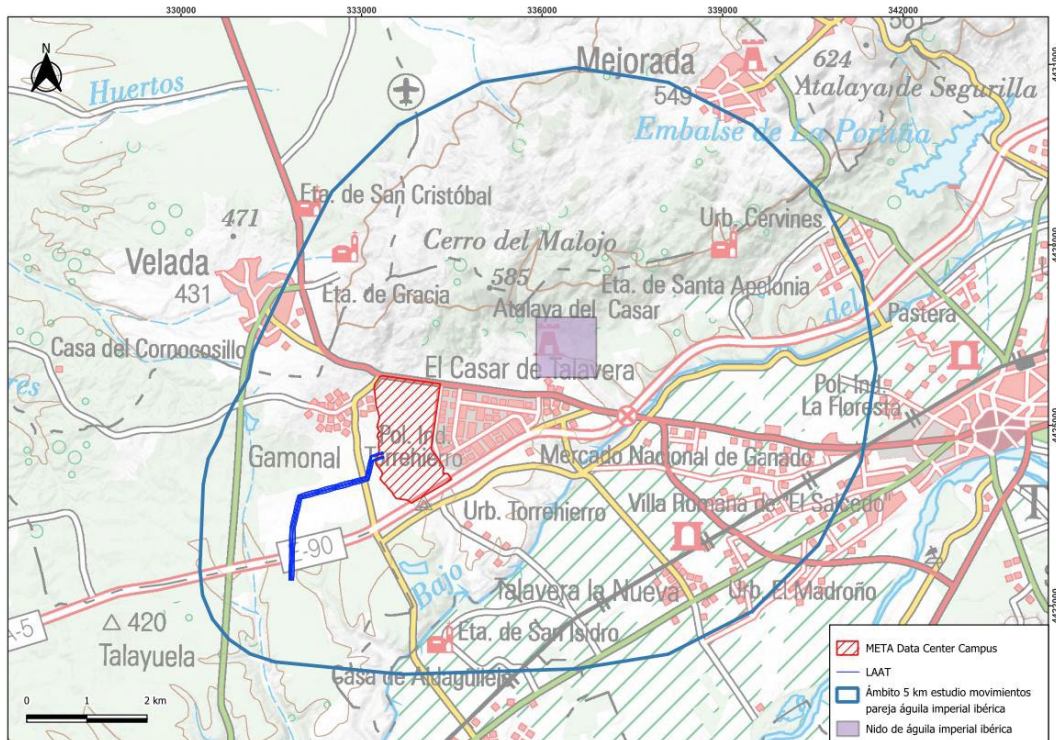 330000
333000
336000
339000
342000
N
Huertos
Mejorada
549
624
Atalaya de Segurilla
Embalse de La Portiña
Eta. de San Cristóbal
471
Cerro del Malojo
Urb. Cervines
Velada
431
585
Eta. de Santa Apolonia
Eta. de Gracia
Atalaya del Casar
del
Pastera
Casa del Cornocosillo
El Casar de Talavera
Pol. Ind.
La Floresta
Pol. Ind.
Torrehierro
Gamonal
Mercado Nacional de Ganado
Villa Romana de "El Salcedo"
Urb. Torrehierro
E-90
Bajo
Talavera la Nueva
Urb. El Madroño
A-5
420
Talayuela
Eta. de San Isidro
0 1 2 km
META Data Center Campus
LAAT
Ámbito 5 km estudio movimientos
pareja águila imperial ibérica
Nido de águila imperial ibérica